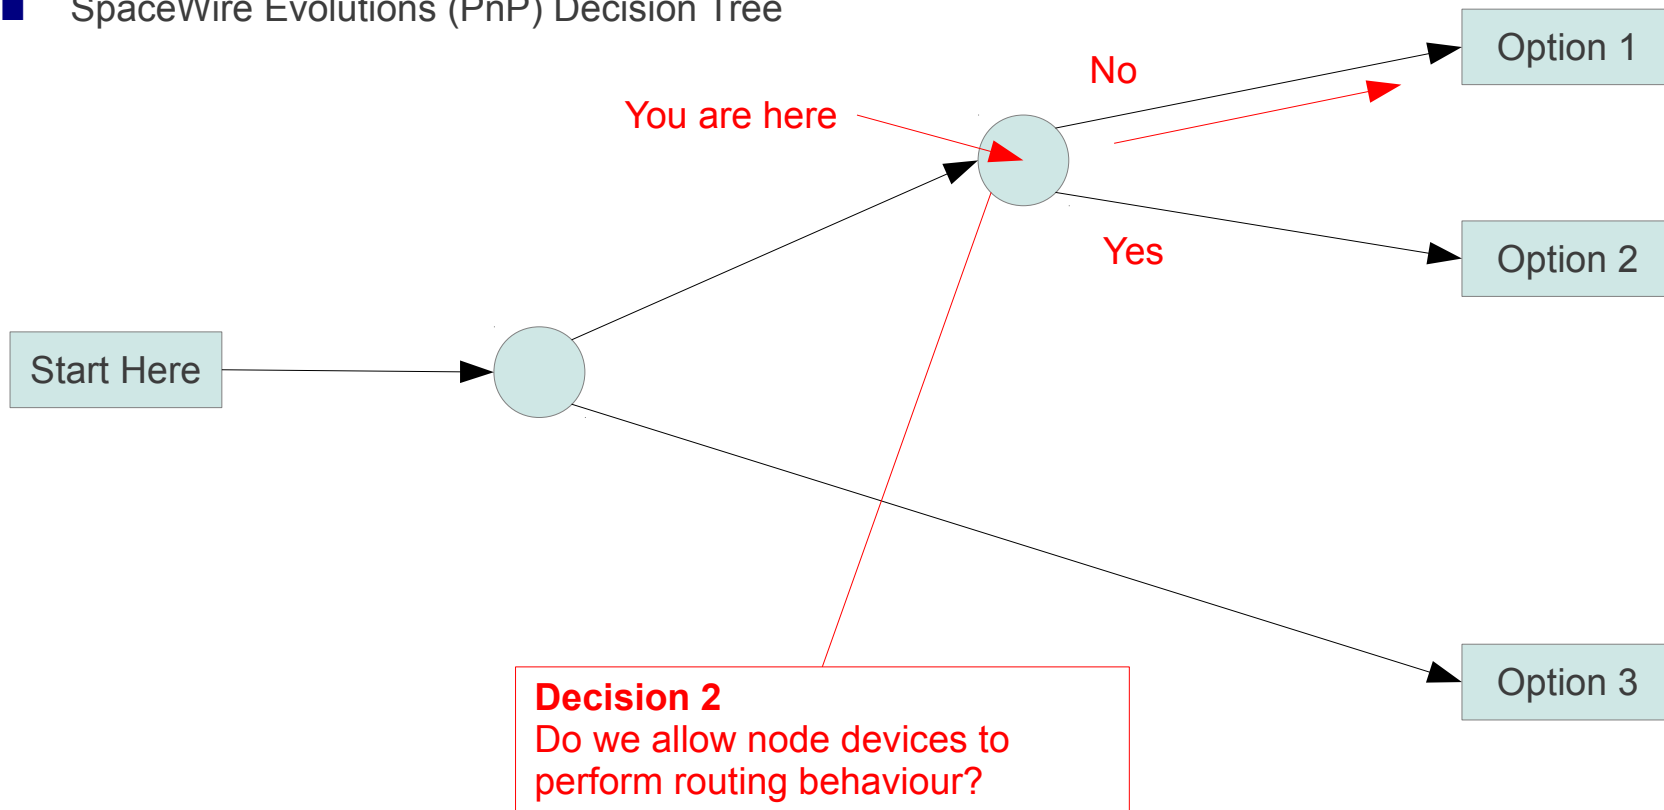 SpaceWire Evolutions (PnP) Decision Tree
Option 1
No
You are here
Yes
Option 2
Start Here
Option 3
Decision 2
Do we allow node devices to
perform routing behaviour?